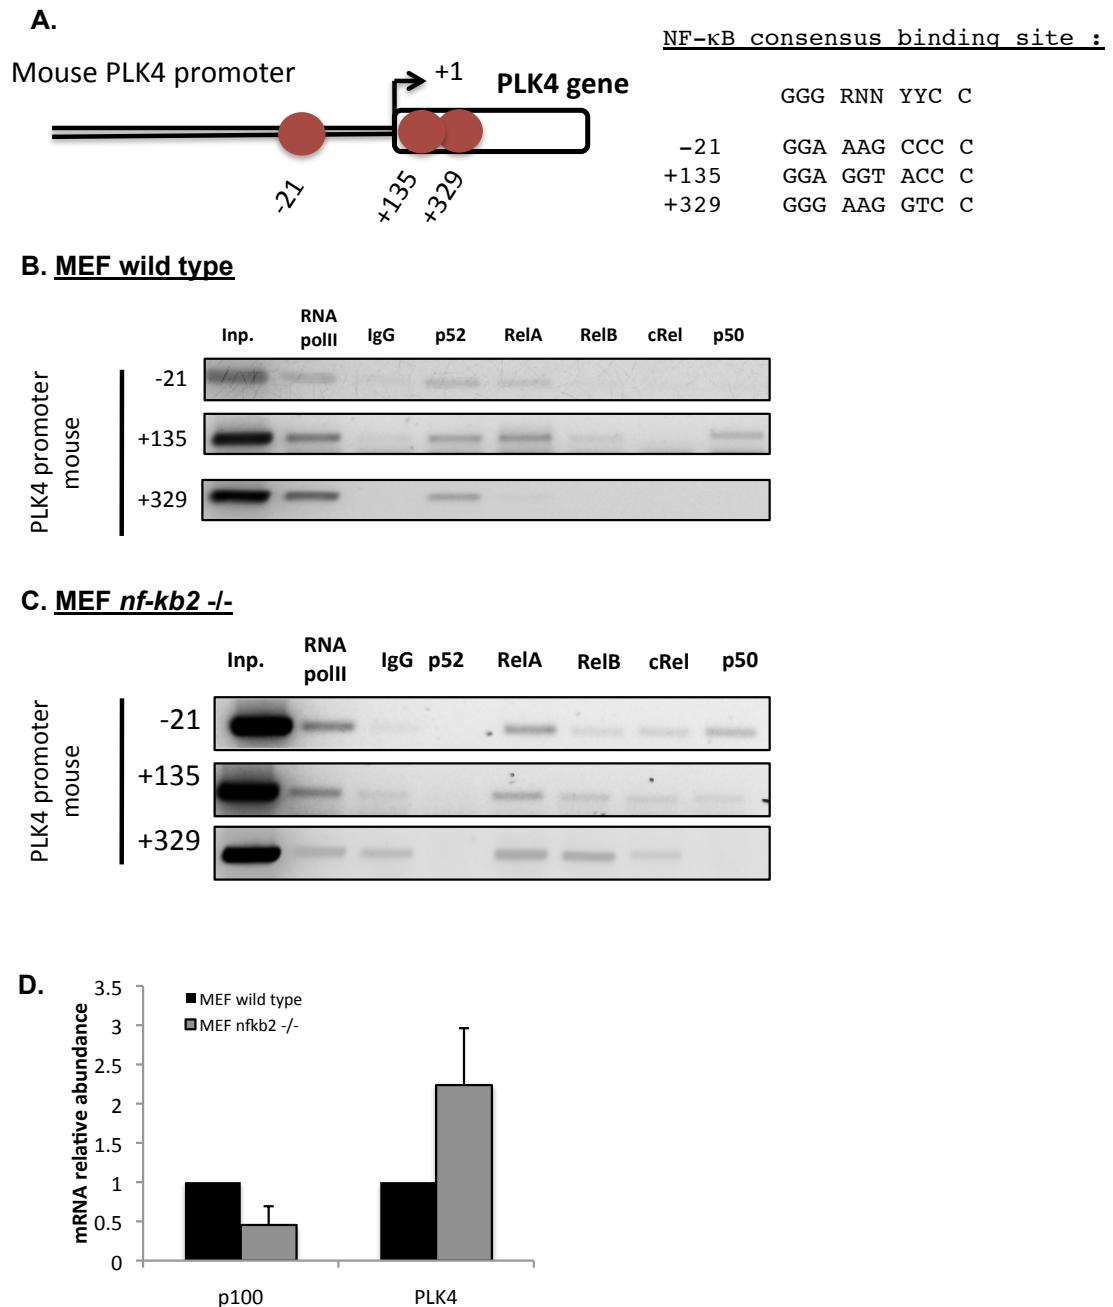 A.
Mouse PLK4 promoter
+1
PLK4 gene
-21
+135
+329
NF-κB consensus binding site :
GGG RNN YYC C
-21 GGA AAG CCC C
+135 GGA GGT ACC C
+329 GGG AAG GTC C
B. MEF wild type
Inp. RNA polII IgG p52 RelA RelB cRel p50
PLK4 promoter
mouse
-21
+135
+329
C. MEF nf-kb2 -/-
Inp. RNA polII IgG p52 RelA RelB cRel p50
PLK4 promoter
mouse
-21
+135
+329
D.
mRNA relative abundance
3.5
3
2.5
2
1.5
1
0.5
0
MEF wild type
MEF nfkb2 -/-
p100 PLK4